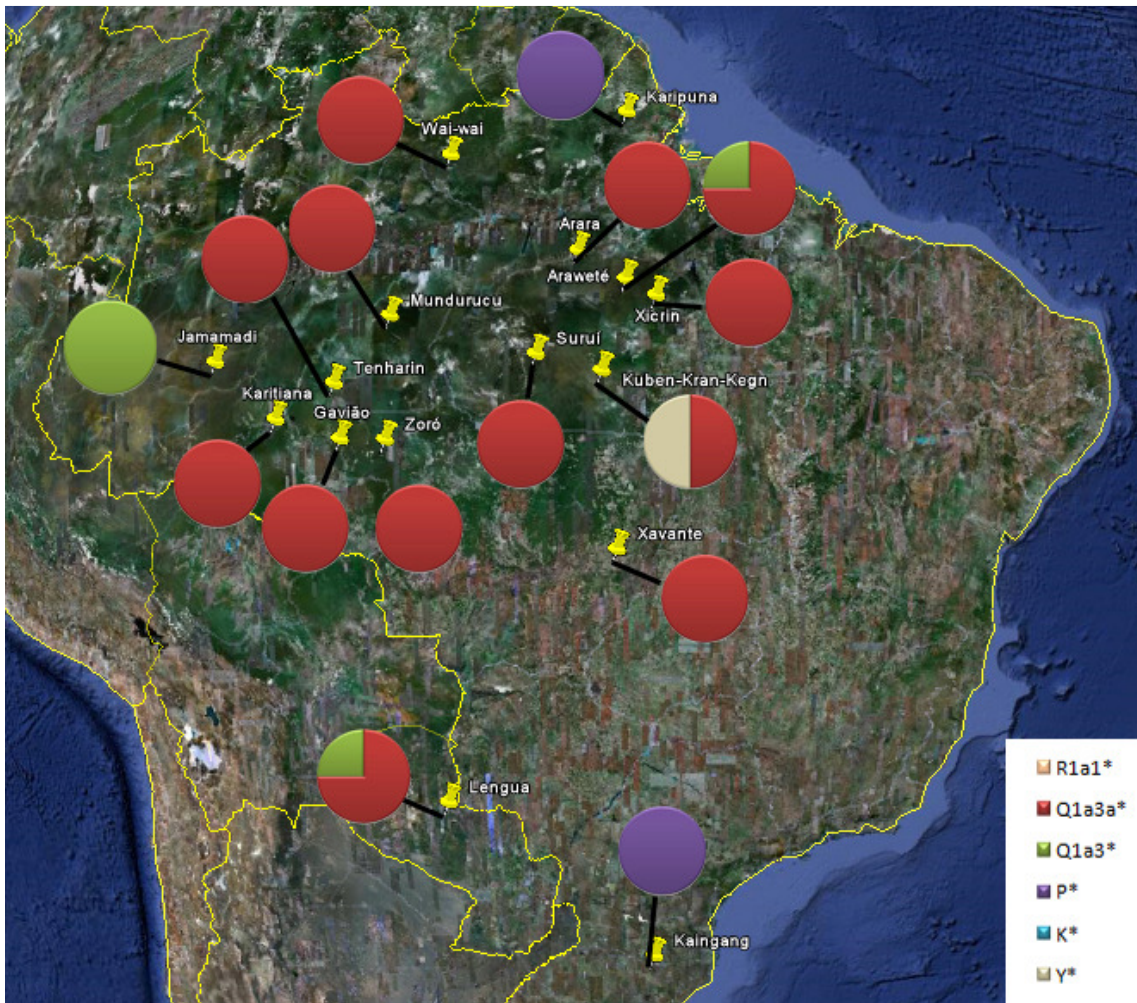 Karipuna
Wai-wai
Arara
Araweté
Xicrin
Mundurucu
Jamamadi
Suruí
Tenharin
Kuben-Kran-Kegn
Karitiana
Gavião
Zoró
Xavante
Lengua
Kaingang
R1a1*
Q1a3a*
Q1a3*
P*
K*
Y*